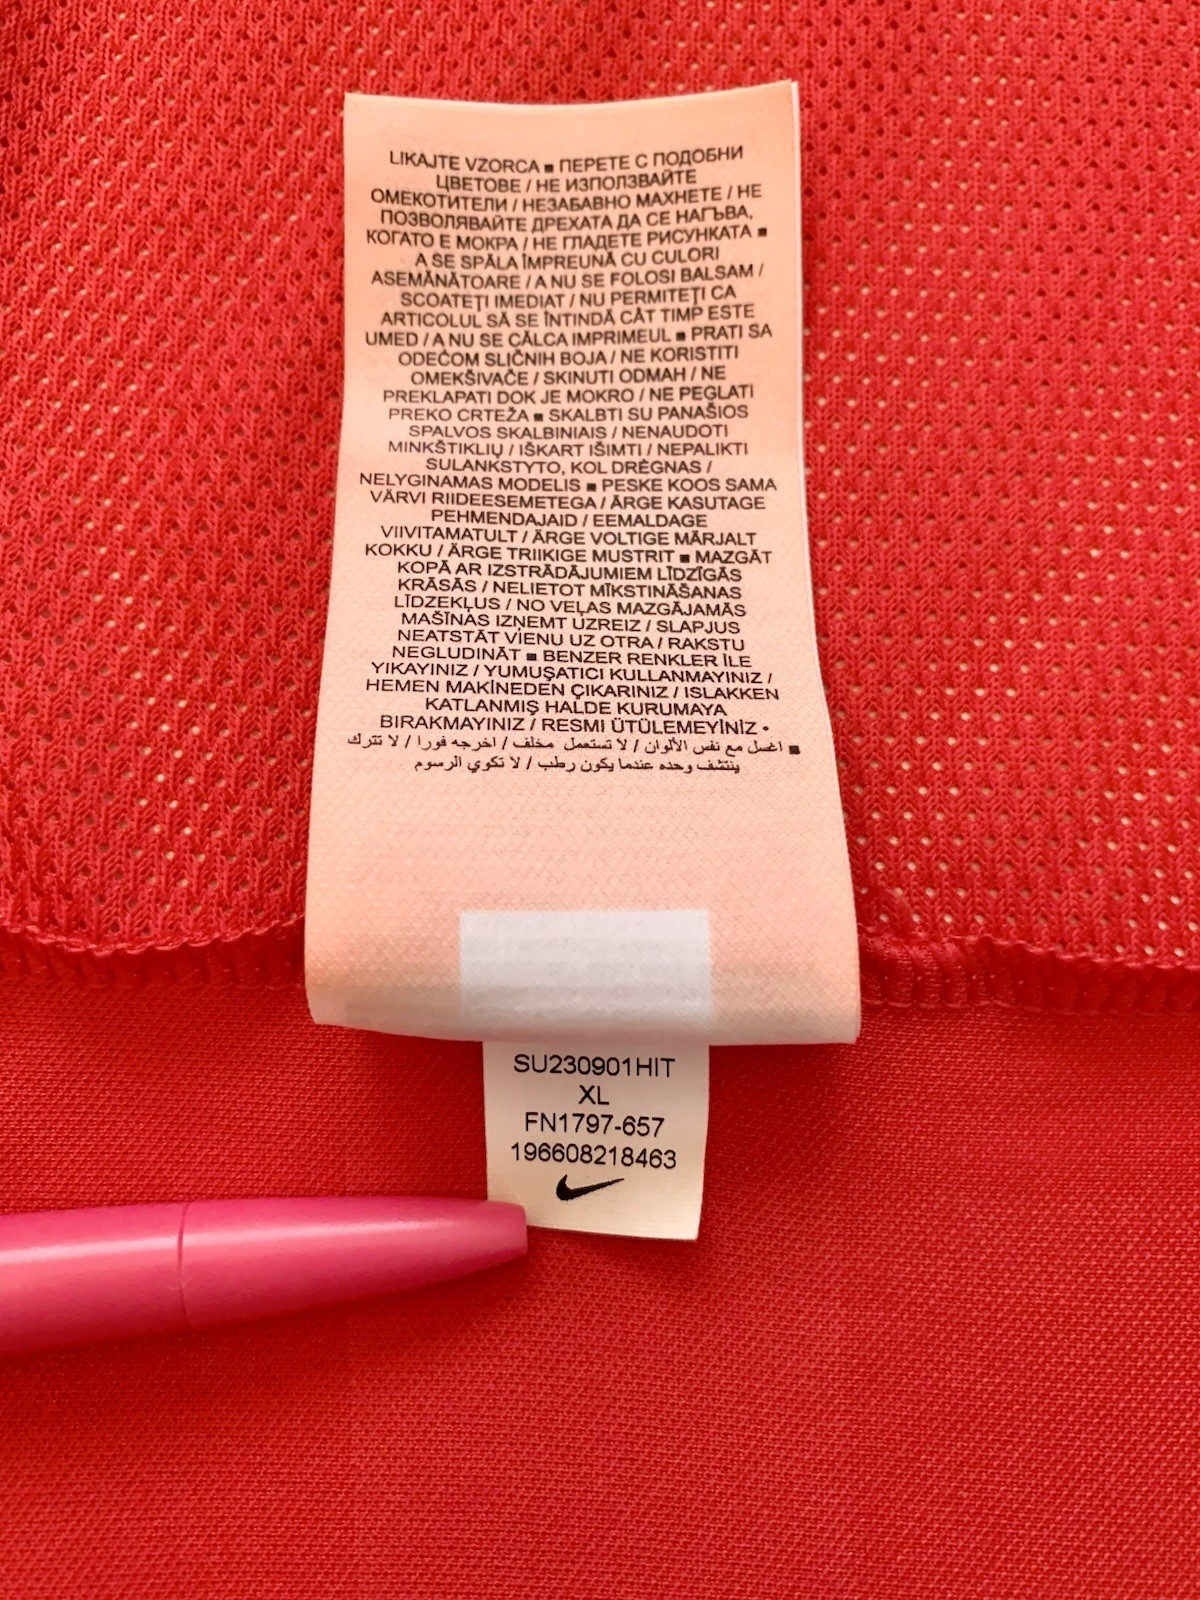 LIKAJTE VZORCA ■ ПЕРЕТЕ С ПОДОБНИ
ЦВЕТОВЕ / НЕ ИЗПОЛЗВАЙТЕ
ОМЕКОТИТЕЛИ / НЕЗАБАВНО МАХНЕТЕ / НЕ
ПОЗВОЛЯВАЙТЕ ДРЕХАТА ДА СЕ НАГЪВА,
КОГАТО Е МОКРА / НЕ ГЛАДЕТЕ РИСУНКАТА ■
A SE SPĂLA ÎMPREUNĂ CU CULORI
ASEMĂNĂTOARE / A NU SE FOLOSI BALSAM /
SCOATEȚI IMEDIAT / NU PERMITEȚI CA
ARTICOLUL SĂ SE ÎNTINDĂ CÂT TIMP ESTE
UMED / A NU SE CĂLCA IMPRIMEUL ■ PRATI SA
ODEĆOM SLIČNIH BOJA / NE KORISTITI
OMEKŠIVAČE / SKINUTI ODMAH / NE
PREKLAPATI DOK JE MOKRO / NE PEGLATI
PREKO CRTEŽA ■ SKALBTI SU PANAŠIOS
SPALVOS SKALBINIAIS / NENAUDOTI
MINKŠTIKLIŲ / IŠKART IŠIMTI / NEPALIKTI
SULANKSTYTO, KOL DRĖGNAS /
NELYGINAMAS MODELIS ■ PESKE KOOS SAMA
VÄRVI RIIDEESEMETEGA / ÄRGE KASUTAGE
PEHMENDAJAID / EEMALDAGE
VIIVITAMATULT / ÄRGE VOLTIGE MÄRJALT
KOKKU / ÄRGE TRIIKIGE MUSTRIT ■ MAZGĀT
KOPĀ AR IZSTRĀDĀJUMIEM LĪDZĪGĀS
KRĀSĀS / NELIETOT MĪKSTINĀŠANAS
LĪDZEKĻUS / NO VEĻAS MAZGĀJAMĀS
MAŠĪNAS IZŅEMT UZREIZ / SLAPJUS
NEATSTĀT VIENU UZ OTRA / RAKSTU
NEGLUDINĀT ■ BENZER RENKLER İLE
YIKAYINIZ / YUMUŞATICI KULLANMAYINIZ /
HEMEN MAKİNEDEN ÇIKARINIZ / ISLAKKEN
KATLANMIŞ HALDE KURUMAYA
BIRAKMAYINIZ / RESMI ÜTÜLEMEYİNİZ •
■ اغسل مع نفس الألوان / لا تستعمل مخلف / اخرجه فورا / لا تترك
ينتشف وحده عندما يكون رطب / لا تكوي الرسوم
SU230901HIT
XL
FN1797-657
196608218463